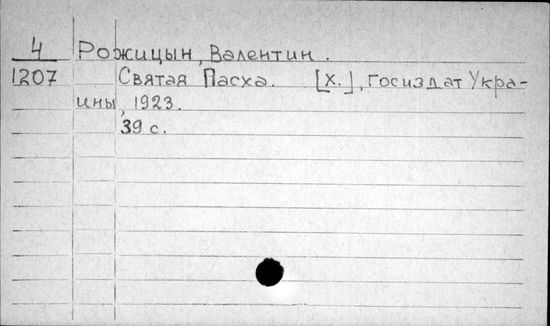 4 Рожицын, Валентин.
1207 Святая Пасха. [Х.], Госиздат Укра-
ины, 1923.
39 с.